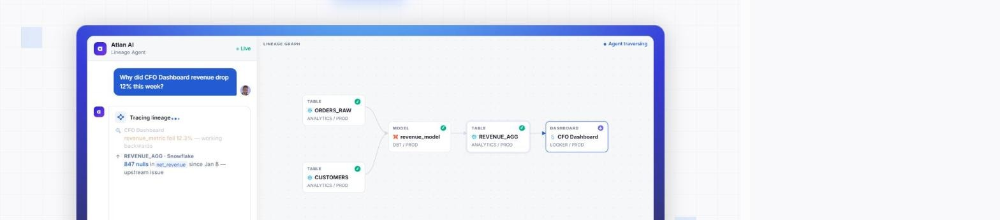 Atlan AI
Lineage Agent
Live
Why did CFO Dashboard revenue drop
12% this week?
Tracing lineage
CFO Dashboard
revenue_metric fell 12.3% — working
backwards
↑ REVENUE_AGG · Snowflake
847 nulls in net_revenue since Jan 8 —
upstream issue
LINEAGE GRAPH
Agent traversing
TABLE
ORDERS_RAW
ANALYTICS / PROD
TABLE
CUSTOMERS
ANALYTICS / PROD
MODEL
revenue_model
DBT / PROD
TABLE
REVENUE_AGG
ANALYTICS / PROD
DASHBOARD
CFO Dashboard
LOOKER / PROD